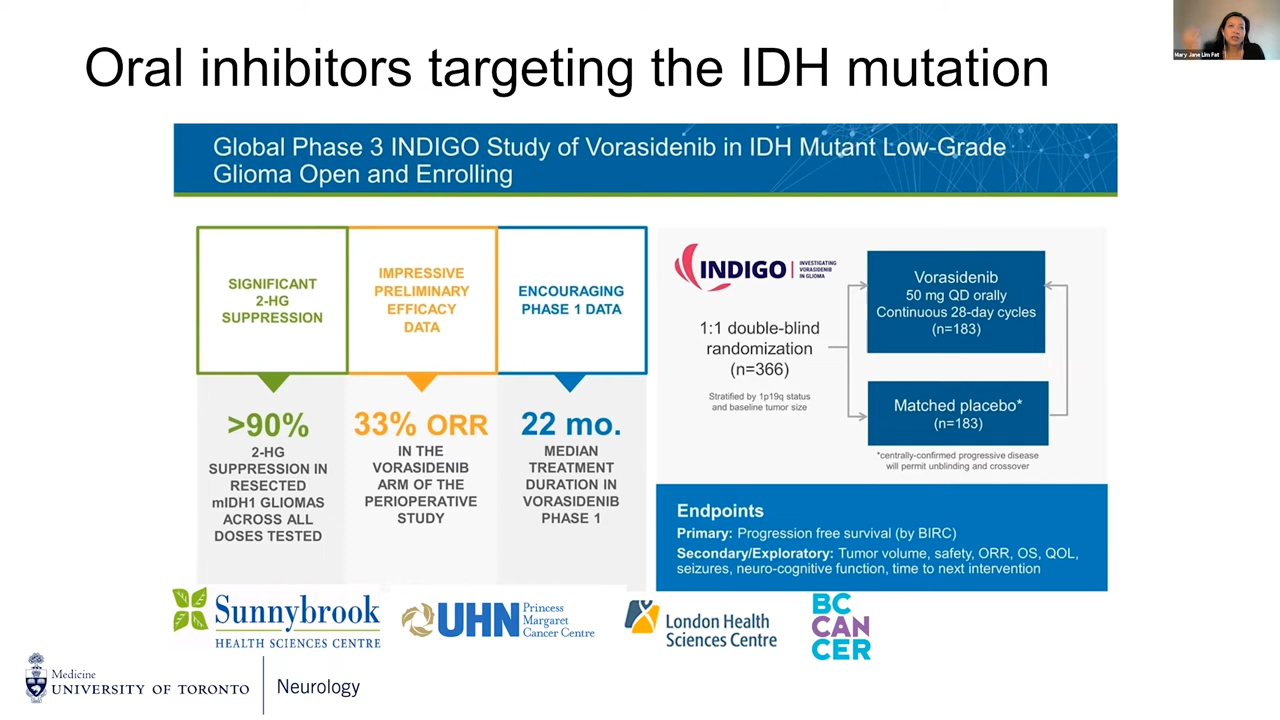 Mary Jane Lim Fat
Oral inhibitors targeting the IDH mutation
Global Phase 3 INDIGO Study of Vorasidenib in IDH Mutant Low-Grade
Glioma Open and Enrolling
SIGNIFICANT
2-HG
SUPPRESSION
>90%
2-HG
SUPPRESSION IN
RESECTED
mIDH1 GLIOMAS
ACROSS ALL
DOSES TESTED
IMPRESSIVE
PRELIMINARY
EFFICACY
DATA
33% ORR
IN THE
VORASIDENIB
ARM OF THE
PERIOPERATIVE
STUDY
ENCOURAGING
PHASE 1 DATA
22 mo.
MEDIAN
TREATMENT
DURATION IN
VORASIDENIB
PHASE 1
INDIGO
INVESTIGATING
VORASIDENIB
IN GLIOMA
1:1 double-blind
randomization
(n=366)
Stratified by 1p19q status
and baseline tumor size
Vorasidenib
50 mg QD orally
Continuous 28-day cycles
(n=183)
Matched placebo*
(n=183)
*centrally-confirmed progressive disease
will permit unblinding and crossover
Endpoints
Primary: Progression free survival (by BIRC)
Secondary/Exploratory: Tumor volume, safety, ORR, OS, QOL,
seizures, neuro-cognitive function, time to next intervention
Sunnybrook
HEALTH SCIENCES CENTRE
UHN
Princess
Margaret
Cancer Centre
London Health
Sciences Centre
BC
CAN
CER
Medicine
UNIVERSITY OF TORONTO
Neurology